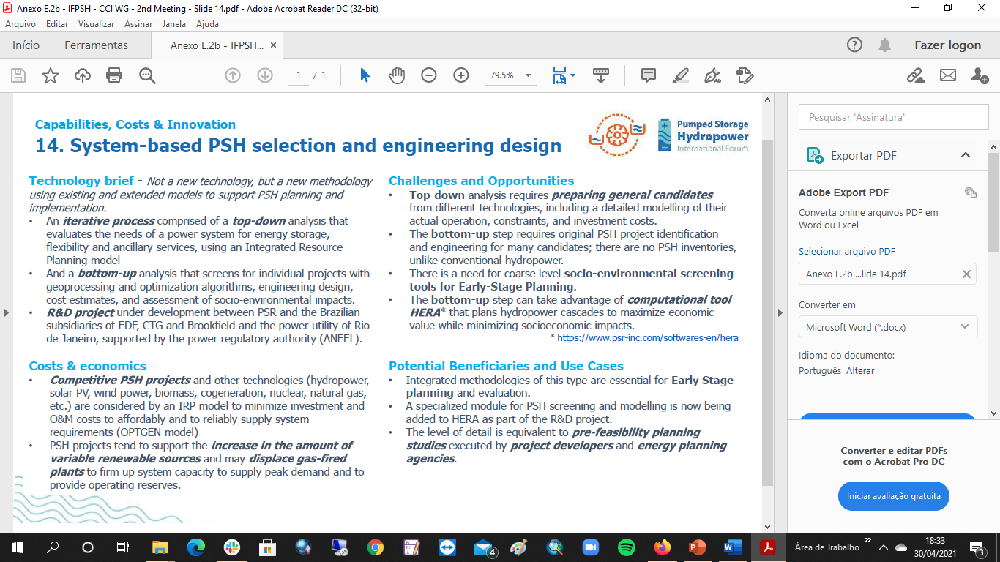 Anexo E.2b - IFPSH - CCI WG - 2nd Meeting - Slide 14.pdf - Adobe Acrobat Reader DC (32-bit)
Arquivo Editar Visualizar Assinar Janela Ajuda
Início Ferramentas Anexo E.2b - IFPSH... × Fazer logon
1 / 1 79.5%
Capabilities, Costs & Innovation
14. System-based PSH selection and engineering design
Pumped Storage
Hydropower
International Forum
Technology brief - Not a new technology, but a new methodology
using existing and extended models to support PSH planning and
implementation.
• An iterative process comprised of a top-down analysis that
evaluates the needs of a power system for energy storage,
flexibility and ancillary services, using an Integrated Resource
Planning model
• And a bottom-up analysis that screens for individual projects with
geoprocessing and optimization algorithms, engineering design,
cost estimates, and assessment of socio-environmental impacts.
• R&D project under development between PSR and the Brazilian
subsidiaries of EDF, CTG and Brookfield and the power utility of Rio
de Janeiro, supported by the power regulatory authority (ANEEL).
Challenges and Opportunities
• Top-down analysis requires preparing general candidates
from different technologies, including a detailed modelling of their
actual operation, constraints, and investment costs.
• The bottom-up step requires original PSH project identification
and engineering for many candidates; there are no PSH inventories,
unlike conventional hydropower.
• There is a need for coarse level socio-environmental screening
tools for Early-Stage Planning.
• The bottom-up step can take advantage of computational tool
HERA* that plans hydropower cascades to maximize economic
value while minimizing socioeconomic impacts.
* https://www.psr-inc.com/softwares-en/hera
Costs & economics
• Competitive PSH projects and other technologies (hydropower,
solar PV, wind power, biomass, cogeneration, nuclear, natural gas,
etc.) are considered by an IRP model to minimize investment and
O&M costs to affordably and to reliably supply system
requirements (OPTGEN model)
• PSH projects tend to support the increase in the amount of
variable renewable sources and may displace gas-fired
plants to firm up system capacity to supply peak demand and to
provide operating reserves.
Potential Beneficiaries and Use Cases
• Integrated methodologies of this type are essential for Early Stage
planning and evaluation.
• A specialized module for PSH screening and modelling is now being
added to HERA as part of the R&D project.
• The level of detail is equivalent to pre-feasibility planning
studies executed by project developers and energy planning
agencies.
Pesquisar 'Assinatura'
Exportar PDF
Adobe Export PDF
Converta online arquivos PDF em
Word ou Excel
Selecionar arquivo PDF
Anexo E.2b ...lide 14.pdf
Converter em
Microsoft Word (*.docx)
Idioma do documento:
Português Alterar
Converter e editar PDFs
com o Acrobat Pro DC
Iniciar avaliação gratuita
4
Área de Trabalho
18:33
30/04/2021
3